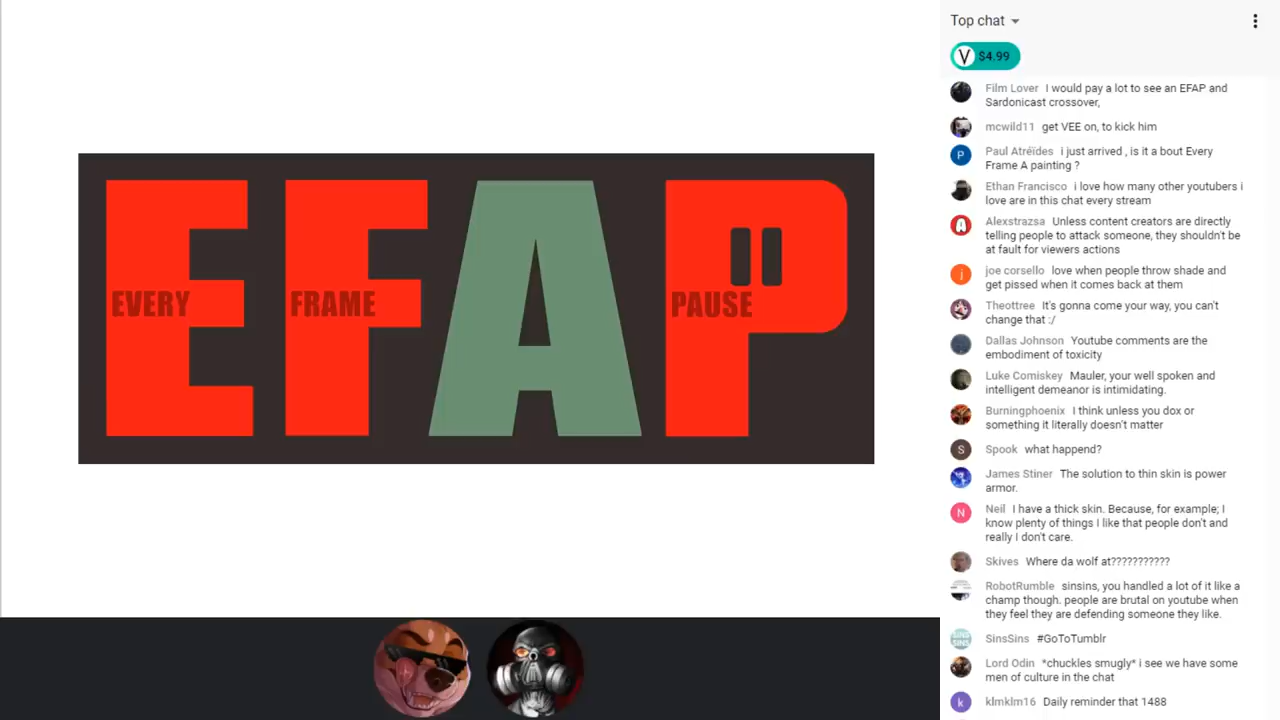 Top chat
$4.99
Film Lover I would pay a lot to see an EFAP and
Sardonicast crossover,
mcwild11 get VEE on, to kick him
Paul Atréides i just arrived , is it a bout Every
Frame A painting ?
Ethan Francisco i love how many other youtubers i
love are in this chat every stream
Alexstrazsa Unless content creators are directly
telling people to attack someone, they shouldn't be
at fault for viewers actions
joe corsello love when people throw shade and
get pissed when it comes back at them
Theottree It's gonna come your way, you can't
change that :/
Dallas Johnson Youtube comments are the
embodiment of toxicity
Luke Comiskey Mauler, your well spoken and
intelligent demeanor is intimidating.
Burningphoenix I think unless you dox or
something it literally doesn't matter
Spook what happend?
James Stiner The solution to thin skin is power
armor.
Neil I have a thick skin. Because, for example; I
know plenty of things I like that people don't and
really I don't care.
Skives Where da wolf at???????????
RobotRumble sinsins, you handled a lot of it like a
champ though. people are brutal on youtube when
they feel they are defending someone they like.
SinsSins #GoToTumblr
Lord Odin *chuckles smugly* i see we have some
men of culture in the chat
klmklm16 Daily reminder that 1488
EFAP
EVERY FRAME PAUSE